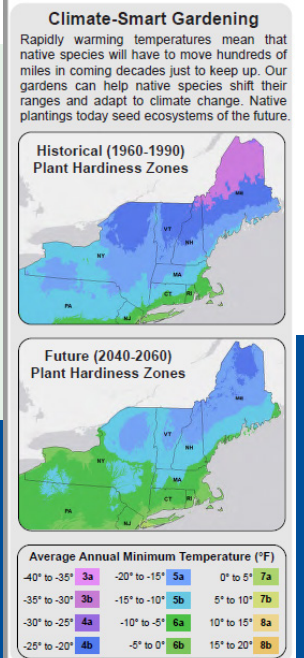 Climate-Smart Gardening
Rapidly warming temperatures mean that
native species will have to move hundreds of
miles in coming decades just to keep up. Our
gardens can help native species shift their
ranges and adapt to climate change. Native
plantings today seed ecosystems of the future.
Historical (1960-1990)
Plant Hardiness Zones
ME
VT
NH
NY
MA
CT RI
PA
NJ
Future (2040-2060)
Plant Hardiness Zones
ME
VT
NH
NY
MA
CT RI
PA
NJ
Average Annual Minimum Temperature (°F)
-40° to -35° 3a -20° to -15° 5a 0° to 5° 7a
-35° to -30° 3b -15° to -10° 5b 5° to 10° 7b
-30° to -25° 4a -10° to -5° 6a 10° to 15° 8a
-25° to -20° 4b -5° to 0° 6b 15° to 20° 8b